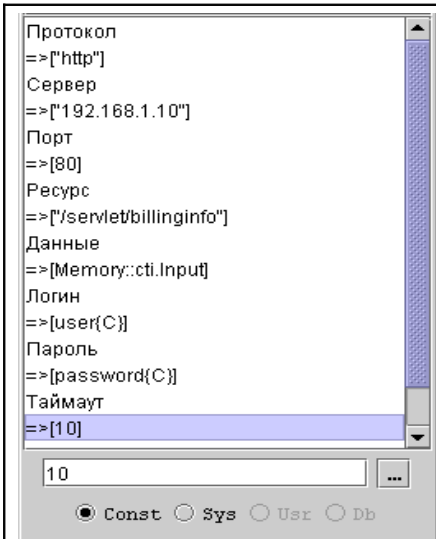 Протокол
=>["http"]
Сервер
=>["192.168.1.10"]
Порт
=>[80]
Ресурс
=>["/servlet/billinginfo"]
Данные
=>[Memory::cti.Input]
Логин
=>[user{C}]
Пароль
=>[password{C}]
Таймаут
=>[10]
10 ...
Const Sys Usr Db